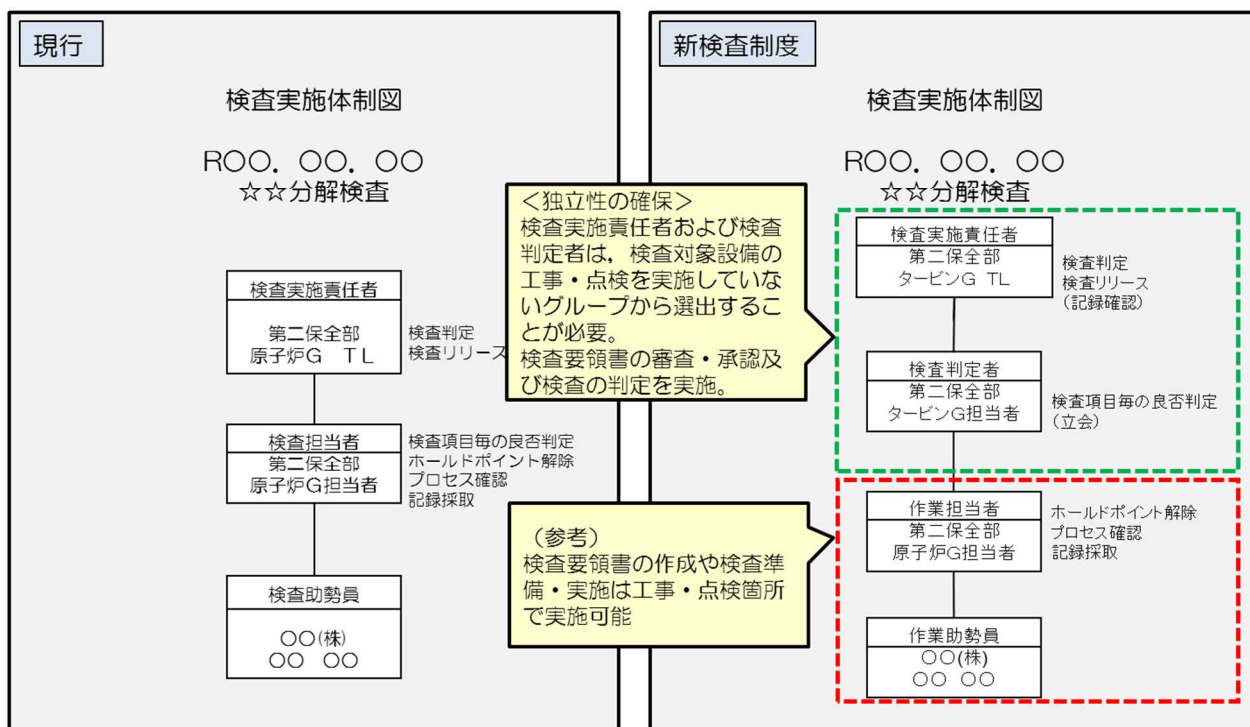 現行
検査実施体制図
R〇〇．〇〇．〇〇
☆☆分解検査
検査実施責任者
第二保全部
原子炉G　TL
検査判定
検査リリース
検査担当者
第二保全部
原子炉G担当者
検査項目毎の良否判定
ホールドポイント解除
プロセス確認
記録採取
検査助勢員
〇〇(株)
〇〇　〇〇
＜独立性の確保＞
検査実施責任者および検査
判定者は，検査対象設備の
工事・点検を実施していな
いグループから選出するこ
とが必要。
検査要領書の審査・承認及
び検査の判定を実施。
（参考）
検査要領書の作成や検査準
備・実施は工事・点検箇所
で実施可能
新検査制度
検査実施体制図
R〇〇．〇〇．〇〇
☆☆分解検査
検査実施責任者
第二保全部
タービンG　TL
検査判定
検査リリース
(記録確認)
検査判定者
第二保全部
タービンG担当者
検査項目毎の良否判定
(立会)
作業担当者
第二保全部
原子炉G担当者
ホールドポイント解除
プロセス確認
記録採取
作業助勢員
〇〇(株)
〇〇　〇〇